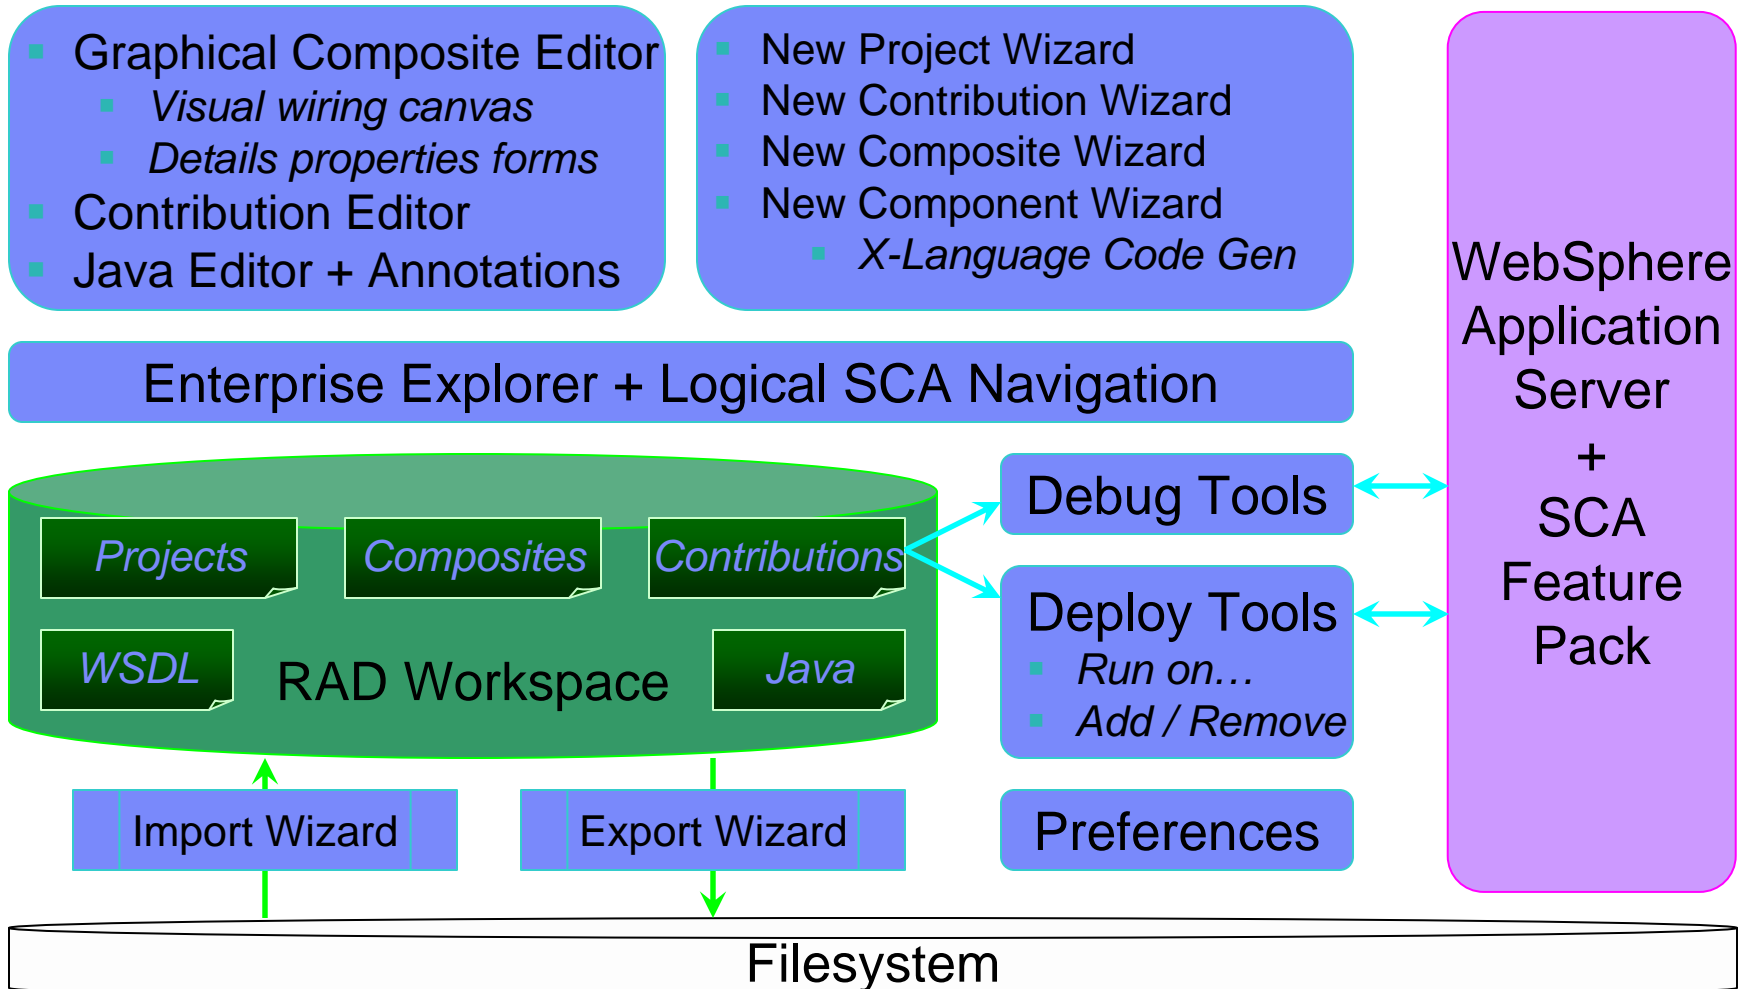 Graphical Composite Editor
Visual wiring canvas
Details properties forms
Contribution Editor
Java Editor + Annotations
New Project Wizard
New Contribution Wizard
New Composite Wizard
New Component Wizard
X-Language Code Gen
Enterprise Explorer + Logical SCA Navigation
Projects
Composites
Contributions
WSDL
RAD Workspace
Java
Debug Tools
Deploy Tools
Run on…
Add / Remove
Preferences
Import Wizard
Export Wizard
WebSphere
Application
Server
+
SCA
Feature
Pack
Filesystem